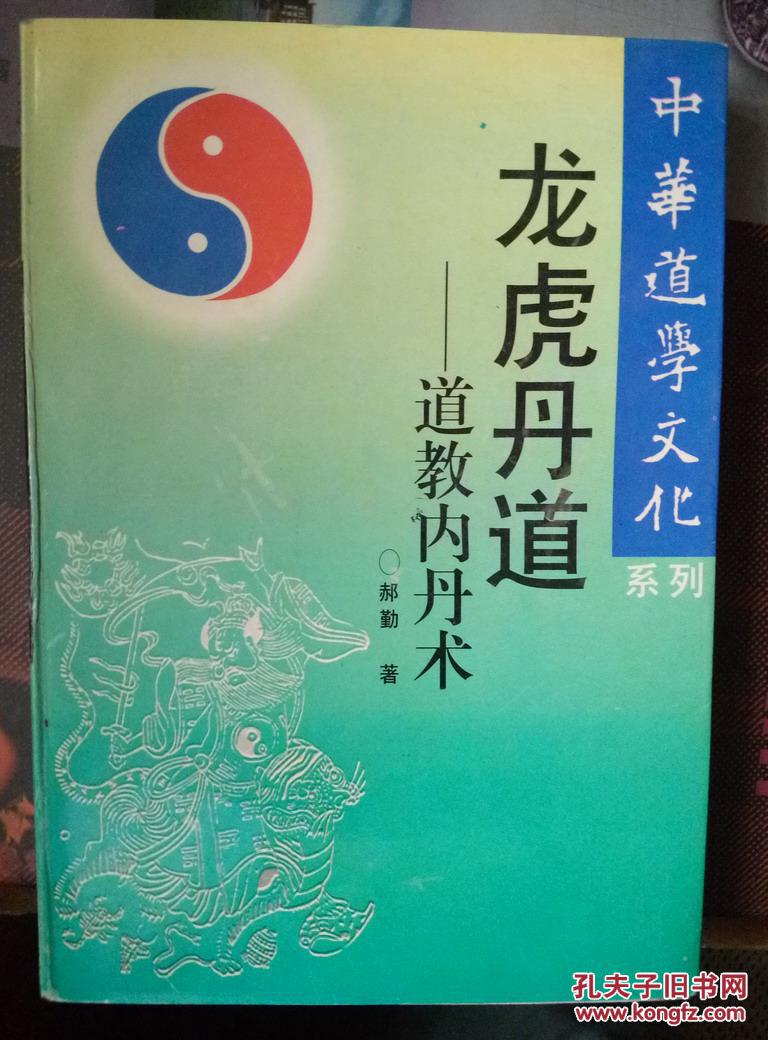 中華道學文化
系列
龙虎丹道
——道教内丹术
○郝勤 著
孔夫子旧书网
www.kongfz.com